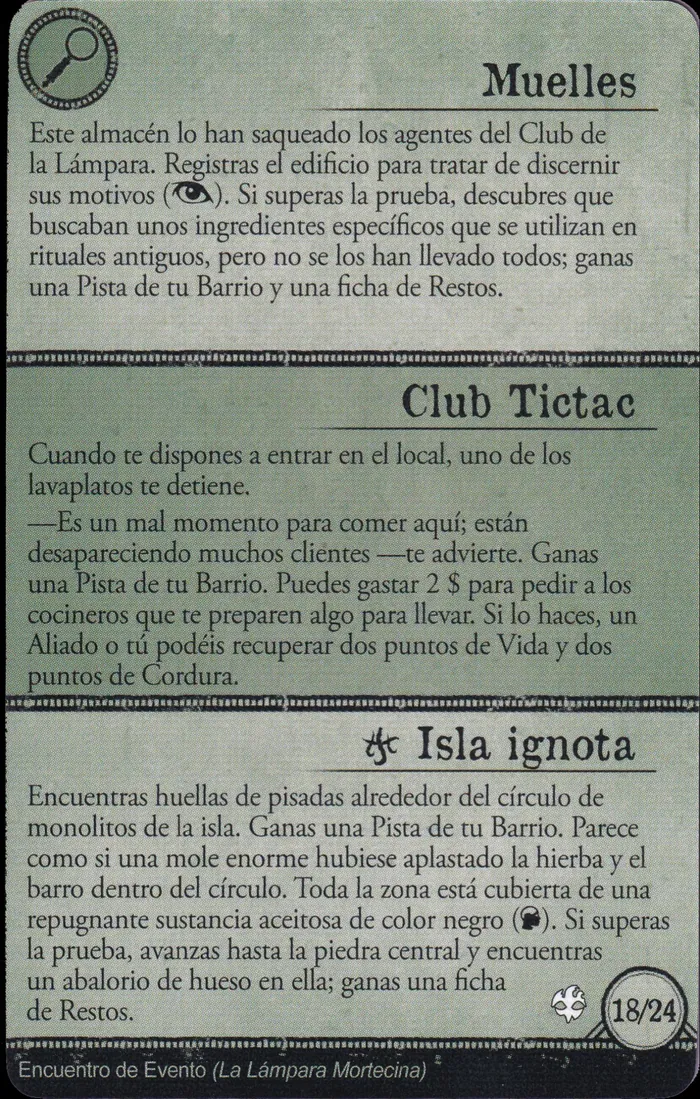 Muelles
Este almacén lo han saqueado los agentes del Club de
la Lámpara. Registras el edificio para tratar de discernir
sus motivos (). Si superas la prueba, descubres que
buscaban unos ingredientes específicos que se utilizan en
rituales antiguos, pero no se los han llevado todos; ganas
una Pista de tu Barrio y una ficha de Restos.
Club Tictac
Cuando te dispones a entrar en el local, uno de los
lavaplatos te detiene.
—Es un mal momento para comer aquí; están
desapareciendo muchos clientes —te advierte. Ganas
una Pista de tu Barrio. Puedes gastar 2 $ para pedir a los
cocineros que te preparen algo para llevar. Si lo haces, un
Aliado o tú podéis recuperar dos puntos de Vida y dos
puntos de Cordura.
Isla ignota
Encuentras huellas de pisadas alrededor del círculo de
monolitos de la isla. Ganas una Pista de tu Barrio. Parece
como si una mole enorme hubiese aplastado la hierba y el
barro dentro del círculo. Toda la zona está cubierta de una
repugnante sustancia aceitosa de color negro (). Si superas
la prueba, avanzas hasta la piedra central y encuentras
un abalorio de hueso en ella; ganas una ficha
de Restos.
18/24
Encuentro de Evento (La Lámpara Mortecina)